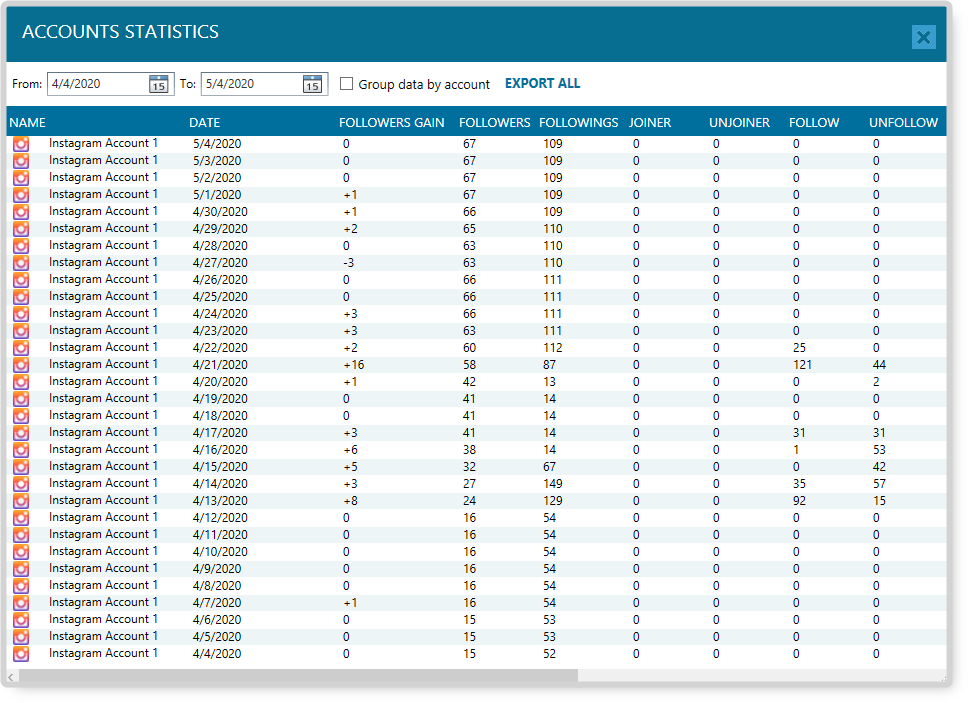 ACCOUNTS STATISTICS
From: 4/4/2020 15 To: 5/4/2020 15 Group data by account EXPORT ALL
NAME DATE FOLLOWERS GAIN FOLLOWERS FOLLOWINGS JOINER UNJOINER FOLLOW UNFOLLOW
Instagram Account 1 5/4/2020 0 67 109 0 0 0 0
Instagram Account 1 5/3/2020 0 67 109 0 0 0 0
Instagram Account 1 5/2/2020 0 67 109 0 0 0 0
Instagram Account 1 5/1/2020 +1 67 109 0 0 0 0
Instagram Account 1 4/30/2020 +1 66 109 0 0 0 0
Instagram Account 1 4/29/2020 +2 65 110 0 0 0 0
Instagram Account 1 4/28/2020 0 63 110 0 0 0 0
Instagram Account 1 4/27/2020 -3 63 110 0 0 0 0
Instagram Account 1 4/26/2020 0 66 111 0 0 0 0
Instagram Account 1 4/25/2020 0 66 111 0 0 0 0
Instagram Account 1 4/24/2020 +3 66 111 0 0 0 0
Instagram Account 1 4/23/2020 +3 63 111 0 0 0 0
Instagram Account 1 4/22/2020 +2 60 112 0 0 25 0
Instagram Account 1 4/21/2020 +16 58 87 0 0 121 44
Instagram Account 1 4/20/2020 +1 42 13 0 0 0 2
Instagram Account 1 4/19/2020 0 41 14 0 0 0 0
Instagram Account 1 4/18/2020 0 41 14 0 0 0 0
Instagram Account 1 4/17/2020 +3 41 14 0 0 31 31
Instagram Account 1 4/16/2020 +6 38 14 0 0 1 53
Instagram Account 1 4/15/2020 +5 32 67 0 0 0 42
Instagram Account 1 4/14/2020 +3 27 149 0 0 35 57
Instagram Account 1 4/13/2020 +8 24 129 0 0 92 15
Instagram Account 1 4/12/2020 0 16 54 0 0 0 0
Instagram Account 1 4/11/2020 0 16 54 0 0 0 0
Instagram Account 1 4/10/2020 0 16 54 0 0 0 0
Instagram Account 1 4/9/2020 0 16 54 0 0 0 0
Instagram Account 1 4/8/2020 0 16 54 0 0 0 0
Instagram Account 1 4/7/2020 +1 16 54 0 0 0 0
Instagram Account 1 4/6/2020 0 15 53 0 0 0 0
Instagram Account 1 4/5/2020 0 15 53 0 0 0 0
Instagram Account 1 4/4/2020 0 15 52 0 0 0 0